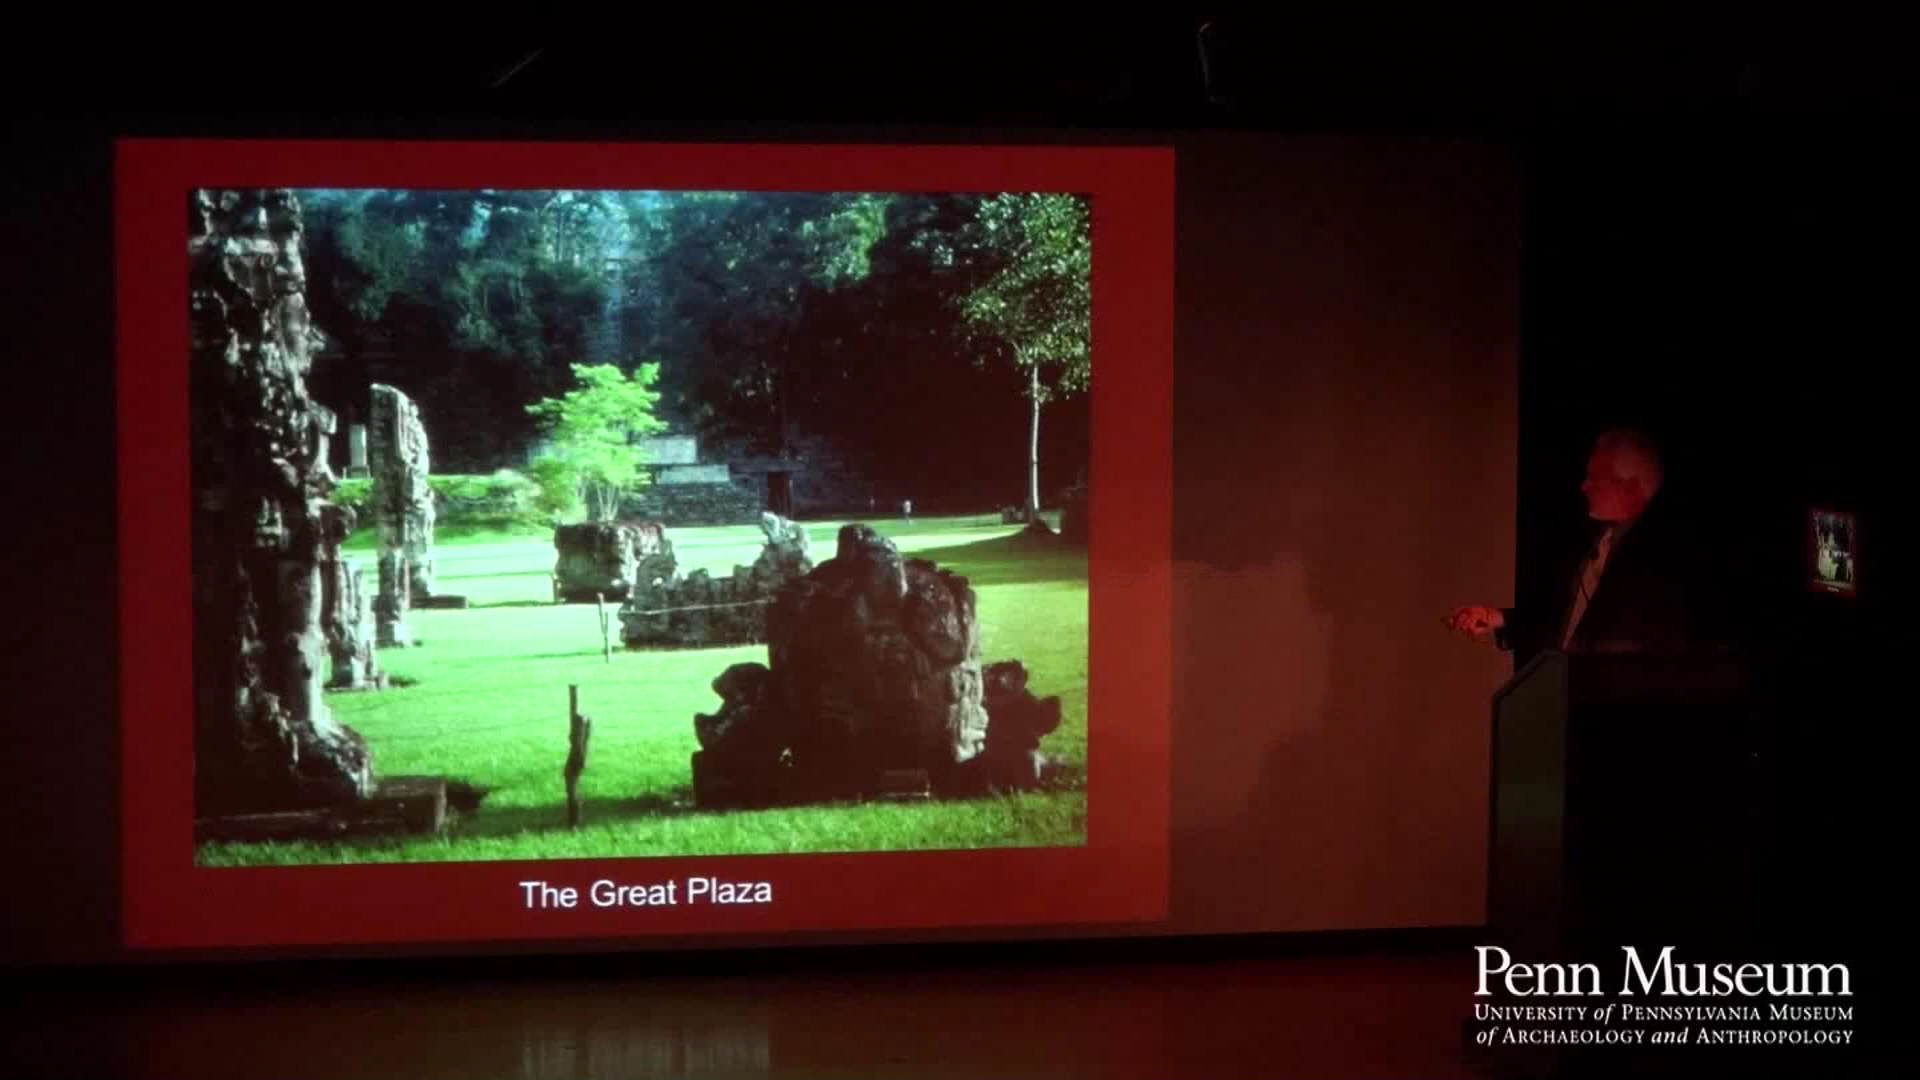 The Great Plaza
Penn Museum
University of Pennsylvania Museum
of Archaeology and Anthropology